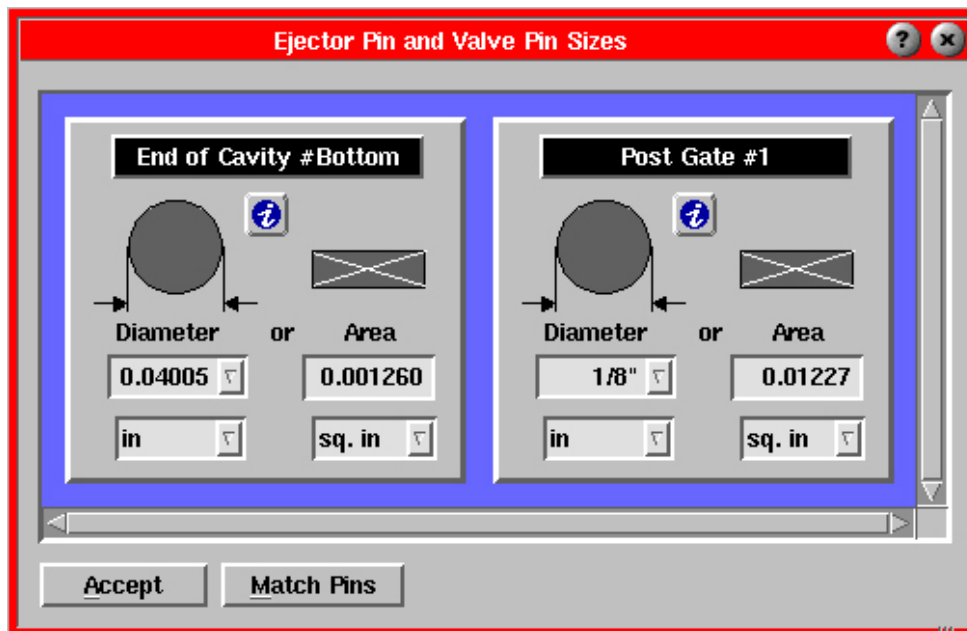 Ejector Pin and Valve Pin Sizes
?
x
End of Cavity #Bottom
i
Diameter or Area
0.04005
0.001260
in
sq. in
Post Gate #1
i
Diameter or Area
1/8"
0.01227
in
sq. in
Accept
Match Pins